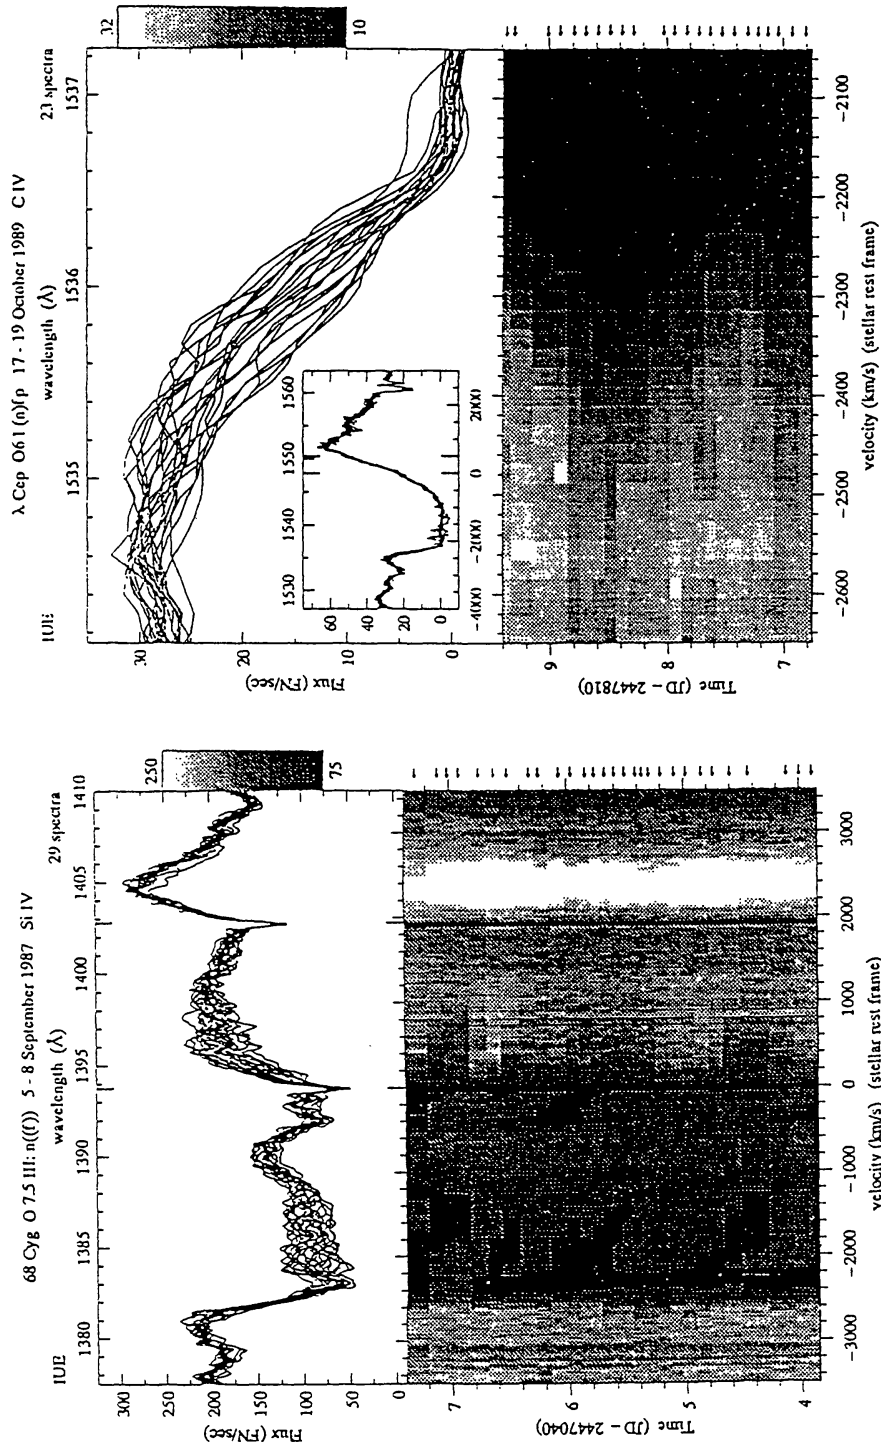 68 Cyg O 7.5 III: n((f)) 5 - 8 September 1987 Si IV
IUE
wavelength (Å)
29 spectra
1380 1385 1390 1395 1400 1405 1410
Flux (FN/sec)
300
250
200
150
100
50
0
250
75
Time (JD - 2447040)
7
6
5
4
-3000 -2000 -1000 0 1000 2000 3000
velocity (km/s) (stellar rest frame)
λ Cep O6 I (n)fp 17 - 19 October 1989 C IV
IUE
wavelength (Å)
23 spectra
1535 1536 1537
Flux (FN/sec)
30
20
10
0
32
10
1530 1540 1550 1560
60
40
20
0
-4000 -2000 0 2000
Time (JD - 2447810)
9
8
7
-2600 -2500 -2400 -2300 -2200 -2100
velocity (km/s) (stellar rest frame)